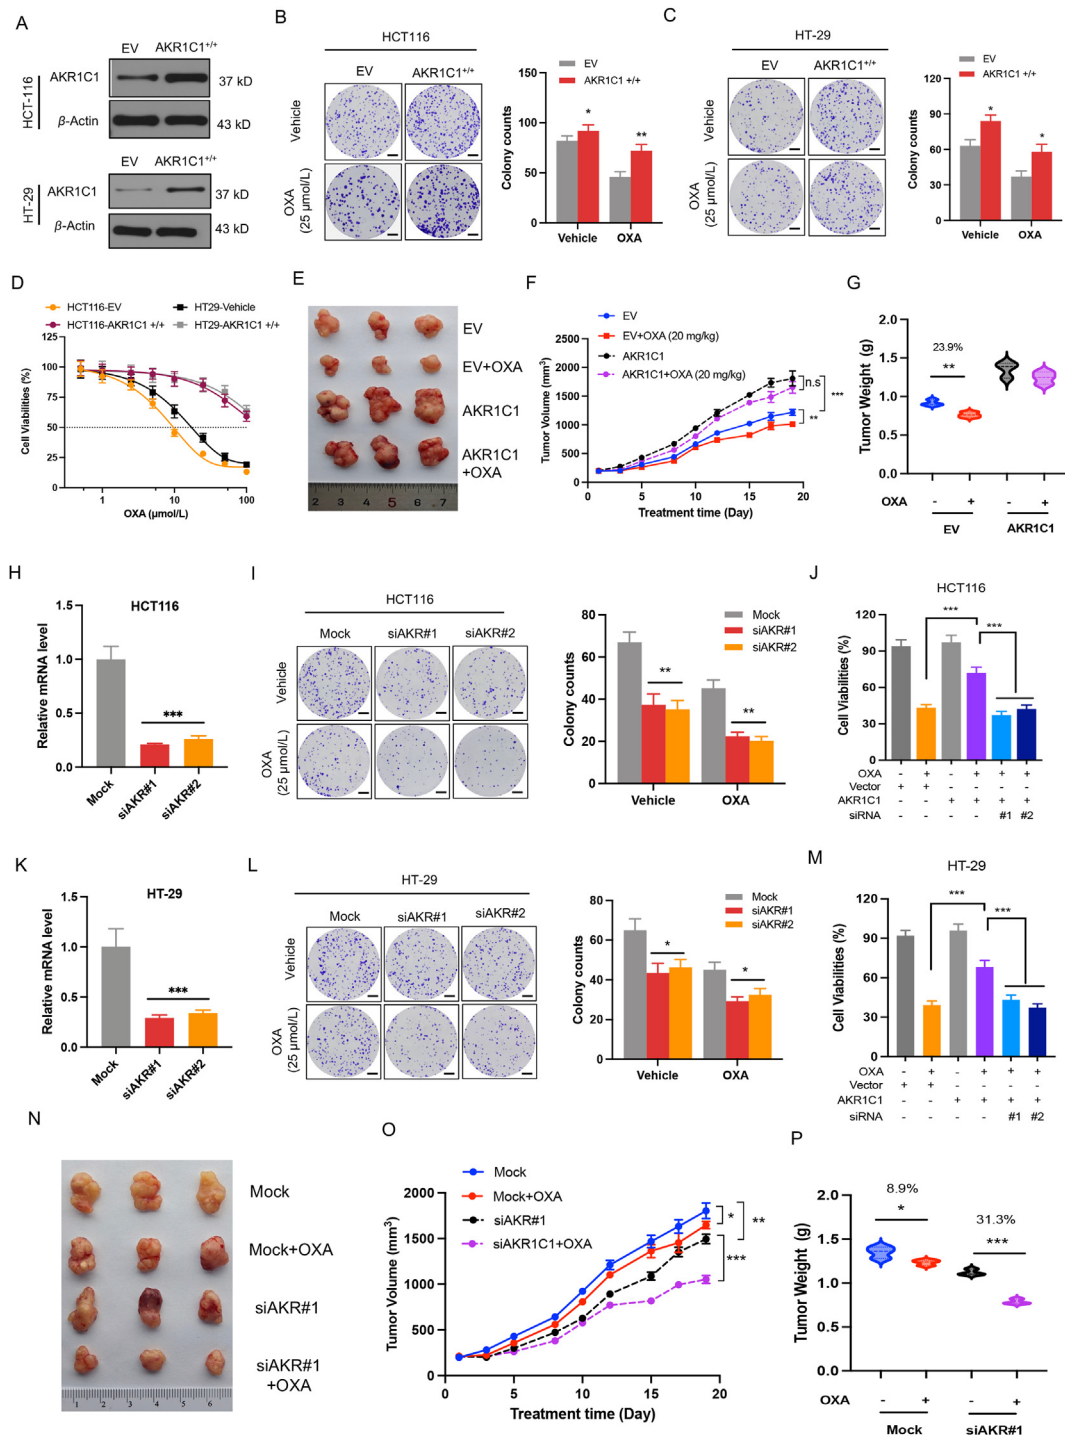 A
EV AKR1C1+/+
HCT-116
AKR1C1 37 kD
β-Actin 43 kD
EV AKR1C1+/+
HT-29
AKR1C1 37 kD
β-Actin 43 kD
B
HCT116
EV AKR1C1+/+
Vehicle
OXA
(25 μmol/L)
EV
AKR1C1 +/+
Colony counts
150
100
50
0
*
**
Vehicle OXA
C
HT-29
EV AKR1C1+/+
Vehicle
OXA
(25 μmol/L)
EV
AKR1C1 +/+
Colony counts
120
90
60
30
0
*
*
Vehicle OXA
D
HCT116-EV HT29-Vehicle
HCT116-AKR1C1 +/+ HT29-AKR1C1 +/+
Cell Viabilities (%)
125
100
75
50
25
0
1 10 100
OXA (μmol/L)
E
EV
EV+OXA
AKR1C1
AKR1C1
+OXA
2 3 4 5 6 7
F
EV
EV+OXA (20 mg/kg)
AKR1C1
AKR1C1+OXA (20 mg/kg)
Tumor Volume (mm3)
2500
2000
1500
1000
500
0
n.s
***
**
0 5 10 15 20
Treatment time (Day)
G
Tumor Weight (g)
2.0
1.5
1.0
0.5
0.0
23.9%
**
OXA - + - +
EV AKR1C1
H
HCT116
Relative mRNA level
1.5
1.0
0.5
0.0
***
Mock siAKR#1 siAKR#2
I
HCT116
Mock siAKR#1 siAKR#2
Vehicle
OXA
(25 μmol/L)
Mock
siAKR#1
siAKR#2
Colony counts
80
60
40
20
0
**
**
Vehicle OXA
J
HCT116
Cell Viabilities (%)
120
90
60
30
0
***
***
OXA - + - + + +
Vector + + - - - -
AKR1C1 - - + + + +
siRNA - - - - #1 #2
K
HT-29
Relative mRNA level
1.5
1.0
0.5
0.0
***
Mock siAKR#1 siAKR#2
L
HT-29
Mock siAKR#1 siAKR#2
Vehicle
OXA
(25 μmol/L)
Mock
siAKR#1
siAKR#2
Colony counts
80
60
40
20
0
*
*
Vehicle OXA
M
HT-29
Cell Viabilities (%)
120
90
60
30
0
***
***
OXA - + - + + +
Vector + + - - - -
AKR1C1 - - + + + +
siRNA - - - - #1 #2
N
Mock
Mock+OXA
siAKR#1
siAKR#1
+OXA
1 2 3 4 5 6
O
Mock
Mock+OXA
siAKR#1
siAKR1C1+OXA
Tumor Volume (mm3)
2000
1500
1000
500
0
*
**
***
0 5 10 15 20
Treatment time (Day)
P
Tumor Weight (g)
2.0
1.5
1.0
0.5
0.0
8.9%
*
31.3%
***
OXA - + - +
Mock siAKR#1